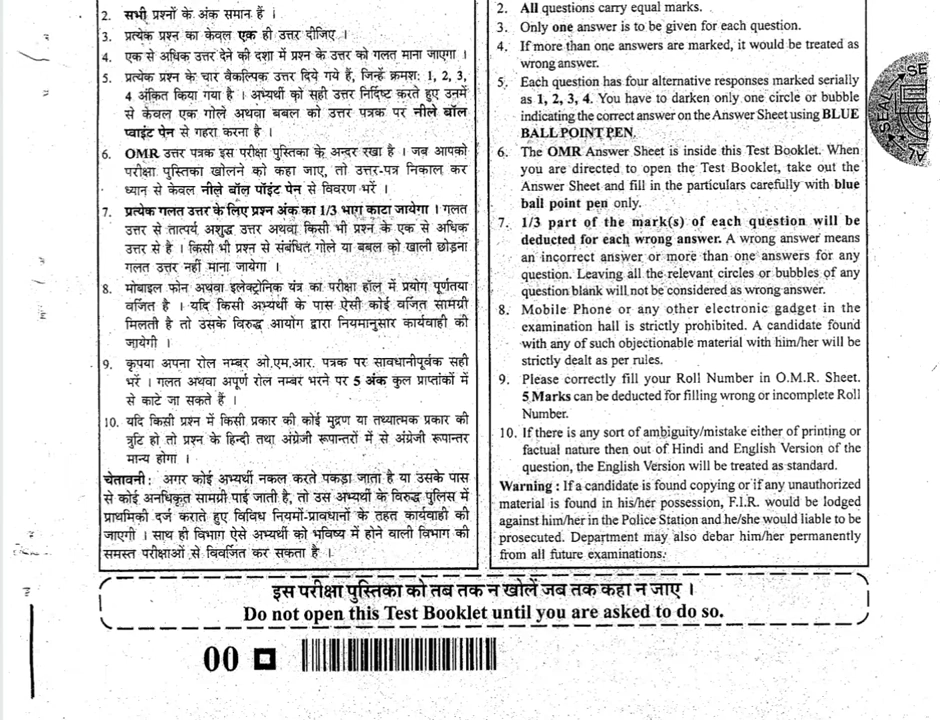 2. सभी प्रश्नों के अंक समान हैं ।
3. प्रत्येक प्रश्न का केवल एक ही उत्तर दीजिए ।
4. एक से अधिक उत्तर देने की दशा में प्रश्न के उत्तर को गलत माना जाएगा ।
5. प्रत्येक प्रश्न के चार वैकल्पिक उत्तर दिये गये हैं, जिन्हें क्रमशः 1, 2, 3,
4 अंकित किया गया है । अभ्यर्थी को सही उत्तर निर्दिष्ट करते हुए उनमें
से केवल एक गोले अथवा बबल को उत्तर पत्रक पर नीले बॉल
प्वाइंट पेन से गहरा करना है ।
6. OMR उत्तर पत्रक इस परीक्षा पुस्तिका के अन्दर रखा है । जब आपको
परीक्षा पुस्तिका खोलने को कहा जाए, तो उत्तर-पत्र निकाल कर
ध्यान से केवल नीले बॉल पॉइंट पेन से विवरण भरें ।
7. प्रत्येक गलत उत्तर के लिए प्रश्न अंक का 1/3 भाग काटा जायेगा । गलत
उत्तर से तात्पर्य अशुद्ध उत्तर अथवा किसी भी प्रश्न के एक से अधिक
उत्तर से है । किसी भी प्रश्न से संबंधित गोले या बबल को खाली छोड़ना
गलत उत्तर नहीं माना जायेगा ।
8. मोबाइल फोन अथवा इलेक्ट्रोनिक यंत्र का परीक्षा हॉल में प्रयोग पूर्णतया
वर्जित है । यदि किसी अभ्यर्थी के पास ऐसी कोई वर्जित सामग्री
मिलती है तो उसके विरुद्ध आयोग द्वारा नियमानुसार कार्यवाही की
जायेगी ।
9. कृपया अपना रोल नम्बर ओ.एम.आर. पत्रक पर सावधानीपूर्वक सही
भरें । गलत अथवा अपूर्ण रोल नम्बर भरने पर 5 अंक कुल प्राप्तांकों में
से काटे जा सकते हैं ।
10. यदि किसी प्रश्न में किसी प्रकार की कोई मुद्रण या तथ्यात्मक प्रकार की
त्रुटि हो तो प्रश्न के हिन्दी तथा अंग्रेजी रूपान्तरों में से अंग्रेजी रूपान्तर
मान्य होगा ।
चेतावनी : अगर कोई अभ्यर्थी नकल करते पकड़ा जाता है या उसके पास
से कोई अनधिकृत सामग्री पाई जाती है, तो उस अभ्यर्थी के विरुद्ध पुलिस में
प्राथमिकी दर्ज कराते हुए विविध नियमों-प्रावधानों के तहत कार्यवाही की
जाएगी । साथ ही विभाग ऐसे अभ्यर्थी को भविष्य में होने वाली विभाग की
समस्त परीक्षाओं से विवर्जित कर सकता है ।
2. All questions carry equal marks.
3. Only one answer is to be given for each question.
4. If more than one answers are marked, it would be treated as
wrong answer.
5. Each question has four alternative responses marked serially
as 1, 2, 3, 4. You have to darken only one circle or bubble
indicating the correct answer on the Answer Sheet using BLUE
BALL POINT PEN.
6. The OMR Answer Sheet is inside this Test Booklet. When
you are directed to open the Test Booklet, take out the
Answer Sheet and fill in the particulars carefully with blue
ball point pen only.
7. 1/3 part of the mark(s) of each question will be
deducted for each wrong answer. A wrong answer means
an incorrect answer or more than one answers for any
question. Leaving all the relevant circles or bubbles of any
question blank will not be considered as wrong answer.
8. Mobile Phone or any other electronic gadget in the
examination hall is strictly prohibited. A candidate found
with any of such objectionable material with him/her will be
strictly dealt as per rules.
9. Please correctly fill your Roll Number in O.M.R. Sheet.
5 Marks can be deducted for filling wrong or incomplete Roll
Number.
10. If there is any sort of ambiguity/mistake either of printing or
factual nature then out of Hindi and English Version of the
question, the English Version will be treated as standard.
Warning : If a candidate is found copying or if any unauthorized
material is found in his/her possession, F.I.R. would be lodged
against him/her in the Police Station and he/she would liable to be
prosecuted. Department may also debar him/her permanently
from all future examinations.
SEAL
इस परीक्षा पुस्तिका को तब तक न खोलें जब तक कहा न जाए ।
Do not open this Test Booklet until you are asked to do so.
00